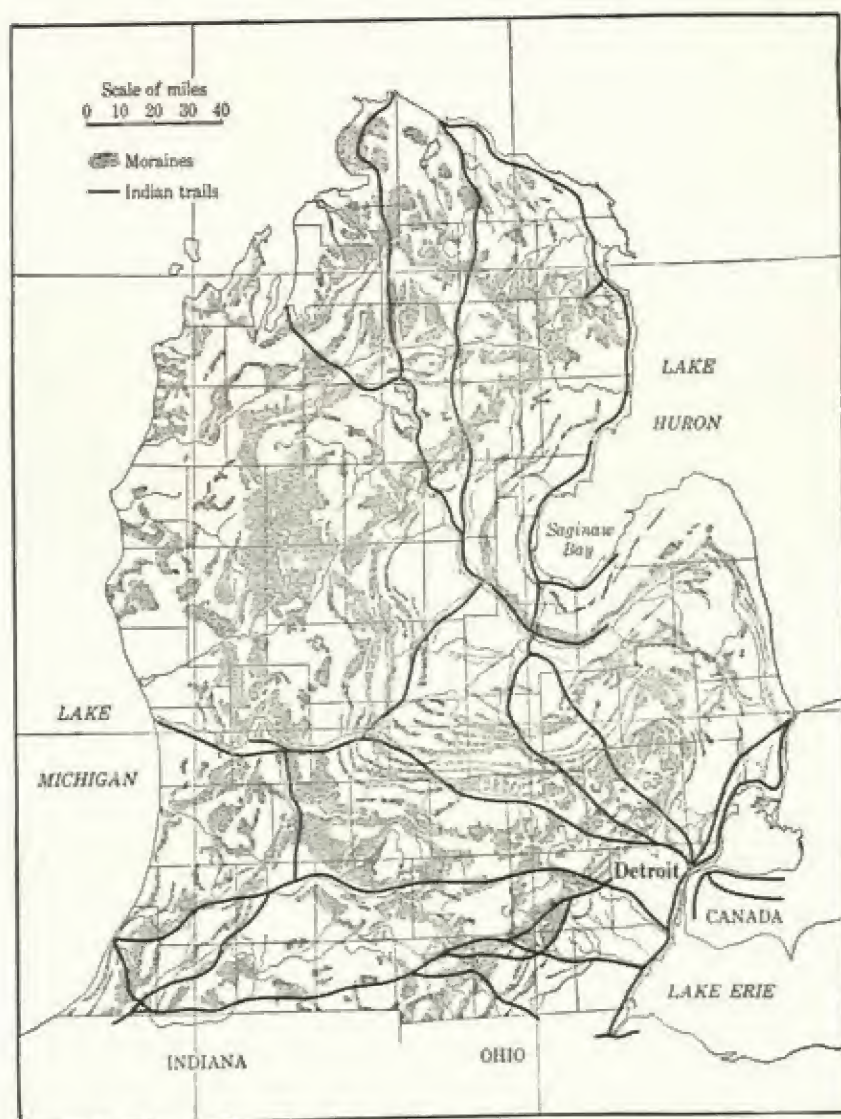 Scale of miles
0 10 20 30 40
Moraines
Indian trails
LAKE
HURON
Saginaw
Bay
LAKE
MICHIGAN
Detroit
CANADA
LAKE ERIE
INDIANA
OHIO